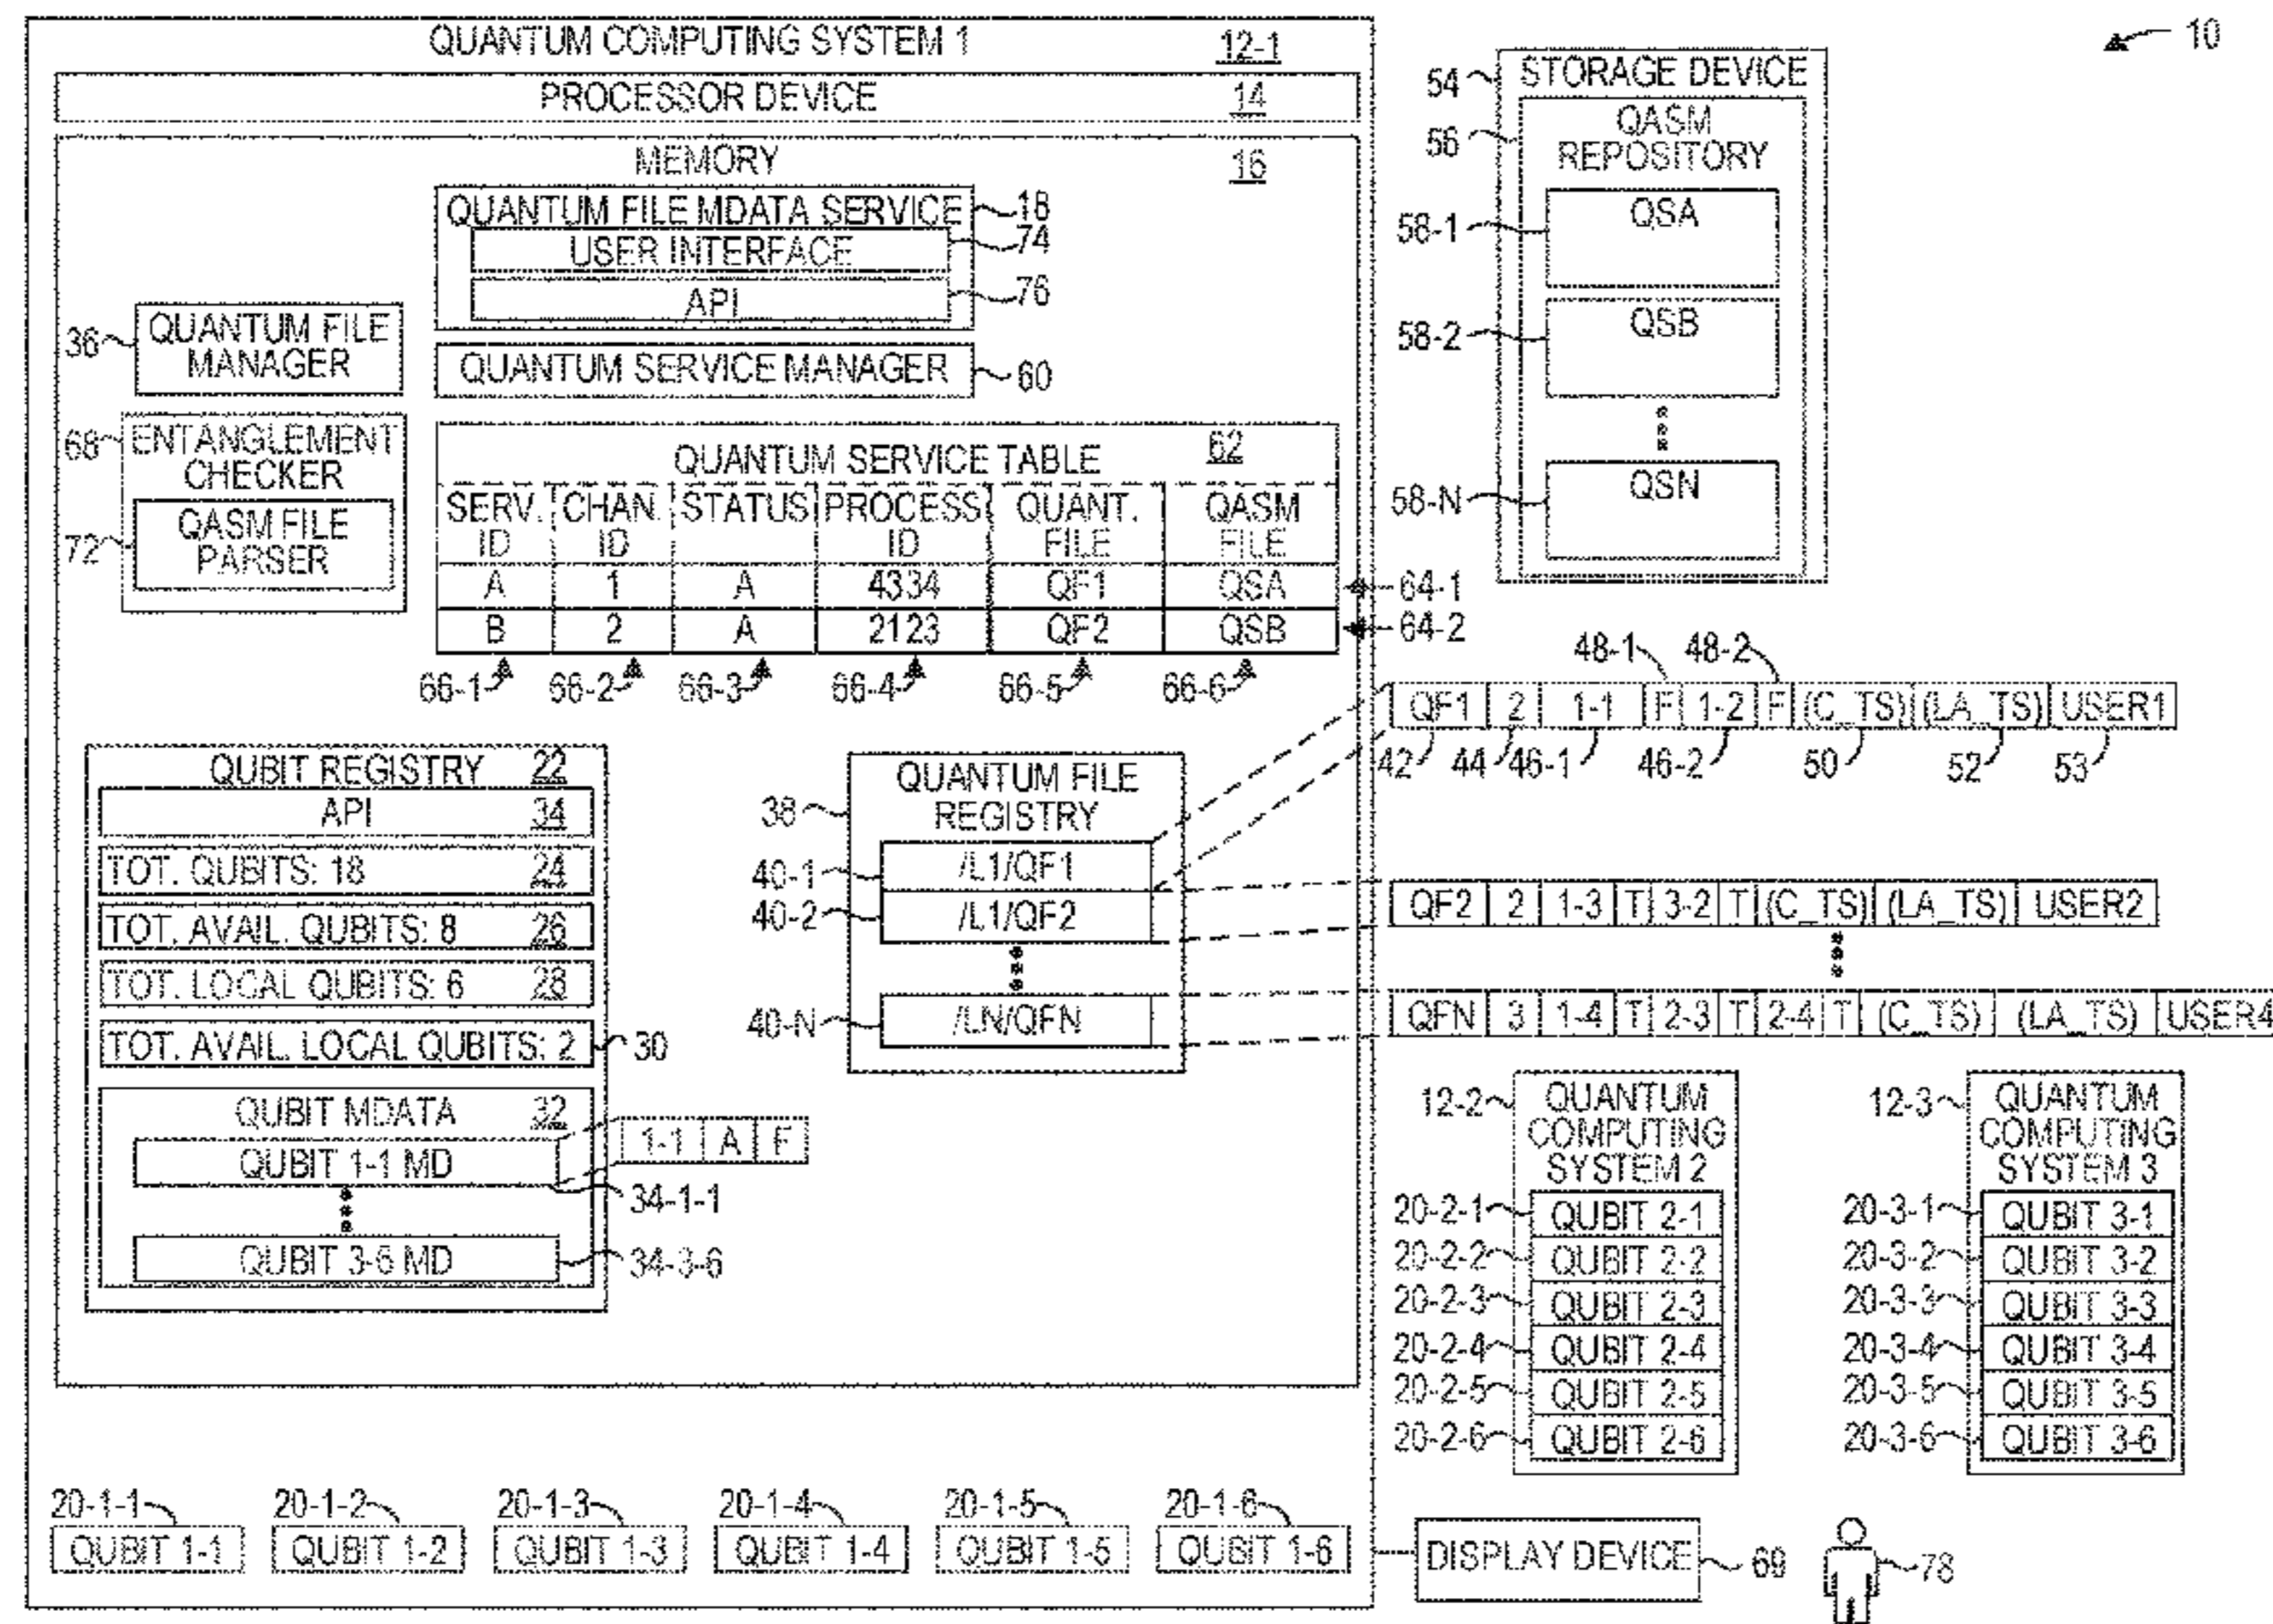 QUANTUM COMPUTING SYSTEM 1 12-1
10
PROCESSOR DEVICE 14
MEMORY 16
QUANTUM FILE MDATA SERVICE 18
USER INTERFACE 74
API 76
36 QUANTUM FILE
MANAGER
QUANTUM SERVICE MANAGER 60
68 ENTANGLEMENT
CHECKER
72 QASM FILE
PARSER
QUANTUM SERVICE TABLE 62
SERV. ID CHAN. ID STATUS PROCESS ID QUANT. FILE QASM FILE
A 1 A 4334 QF1 QSA 64-1
B 2 A 2123 QF2 QSB 64-2
66-1 66-2 66-3 66-4 66-5 66-6
54 STORAGE DEVICE
56 QASM
REPOSITORY
58-1 QSA
58-2 QSB
58-N QSN
48-1 48-2
QF1 2 1-1 F 1-2 F (C_TS) (LA_TS) USER1
42 44 46-1 46-2 50 52 53
QF2 2 1-3 T 3-2 T (C_TS) (LA_TS) USER2
QFN 3 1-4 T 2-3 T 2-4 T (C_TS) (LA_TS) USER4
QUBIT REGISTRY 22
API 34
TOT. QUBITS: 18 24
TOT. AVAIL. QUBITS: 8 26
TOT. LOCAL QUBITS: 6 28
TOT. AVAIL. LOCAL QUBITS: 2 30
QUBIT MDATA 32
QUBIT 1-1 MD 1-1 A F
34-1-1
QUBIT 3-6 MD 34-3-6
38 QUANTUM FILE
REGISTRY
40-1 /L1/QF1
40-2 /L1/QF2
40-N /LN/QFN
12-2 QUANTUM
COMPUTING
SYSTEM 2
20-2-1 QUBIT 2-1
20-2-2 QUBIT 2-2
20-2-3 QUBIT 2-3
20-2-4 QUBIT 2-4
20-2-5 QUBIT 2-5
20-2-6 QUBIT 2-6
12-3 QUANTUM
COMPUTING
SYSTEM 3
20-3-1 QUBIT 3-1
20-3-2 QUBIT 3-2
20-3-3 QUBIT 3-3
20-3-4 QUBIT 3-4
20-3-5 QUBIT 3-5
20-3-6 QUBIT 3-6
20-1-1 20-1-2 20-1-3 20-1-4 20-1-5 20-1-6
QUBIT 1-1 QUBIT 1-2 QUBIT 1-3 QUBIT 1-4 QUBIT 1-5 QUBIT 1-6
DISPLAY DEVICE 69
78